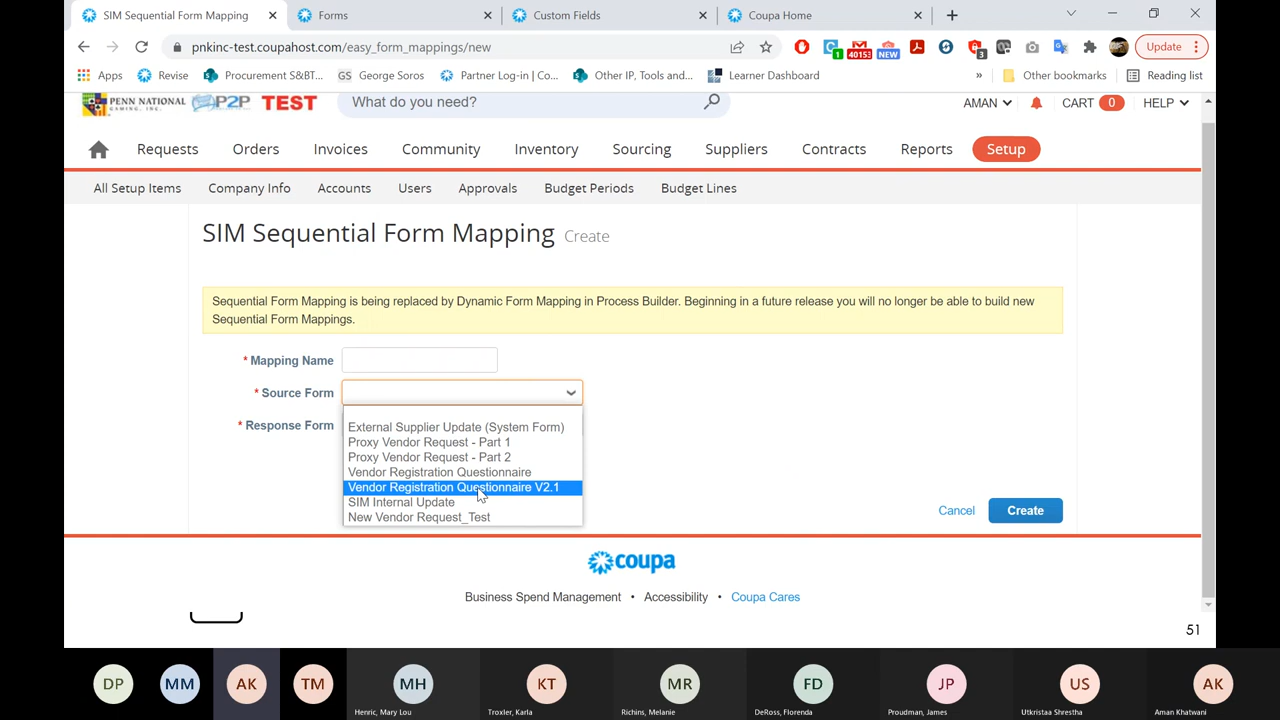 SIM Sequential Form Mapping
Forms
Custom Fields
Coupa Home
pnkinc-test.coupahost.com/easy_form_mappings/new
1
40153
NEW
3
Update
Apps
Revise
Procurement S&BT...
GS George Soros
Partner Log-in | Co...
Other IP, Tools and...
Learner Dashboard
»
Other bookmarks
Reading list
PENN NATIONAL
GAMING, INC.
P2P
TEST
What do you need?
AMAN
CART 0
HELP
Requests
Orders
Invoices
Community
Inventory
Sourcing
Suppliers
Contracts
Reports
Setup
All Setup Items
Company Info
Accounts
Users
Approvals
Budget Periods
Budget Lines
SIM Sequential Form Mapping Create
Sequential Form Mapping is being replaced by Dynamic Form Mapping in Process Builder. Beginning in a future release you will no longer be able to build new
Sequential Form Mappings.
* Mapping Name
* Source Form
* Response Form
External Supplier Update (System Form)
Proxy Vendor Request - Part 1
Proxy Vendor Request - Part 2
Vendor Registration Questionnaire
Vendor Registration Questionnaire V2.1
SIM Internal Update
New Vendor Request_Test
Cancel
Create
coupa
Business Spend Management • Accessibility • Coupa Cares
51
DP
MM
AK
TM
MH
KT
MR
FD
JP
US
AK
Henric, Mary Lou
Troxler, Karla
Richins, Melanie
DeRoss, Florenda
Proudman, James
Utkristaa Shrestha
Aman Khatwani